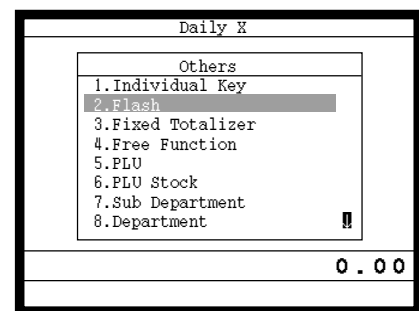 Daily X
Others
1.Individual Key
2.Flash
3.Fixed Totalizer
4.Free Function
5.PLU
6.PLU Stock
7.Sub Department
8.Department
0.00